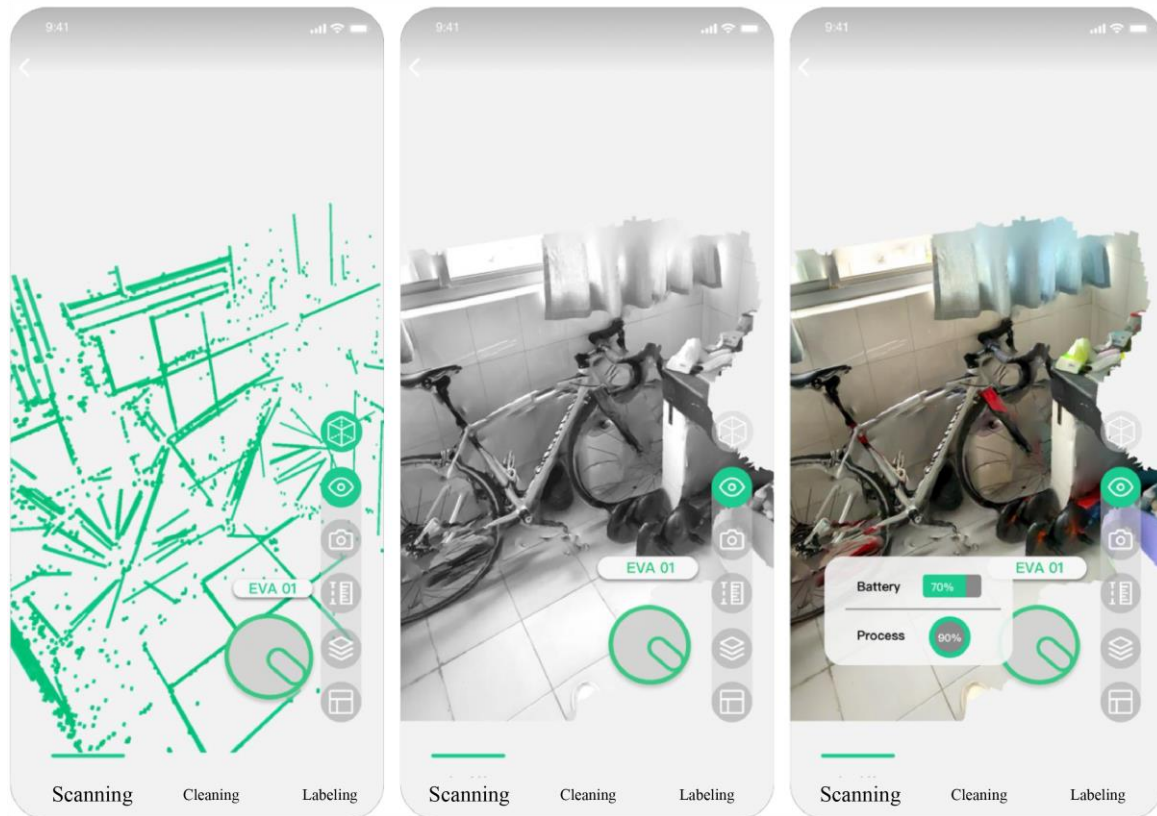 9:41
EVA 01
Scanning Cleaning Labeling
9:41
EVA 01
Scanning Cleaning Labeling
9:41
EVA 01
Battery 70%
Process 90%
Scanning Cleaning Labeling